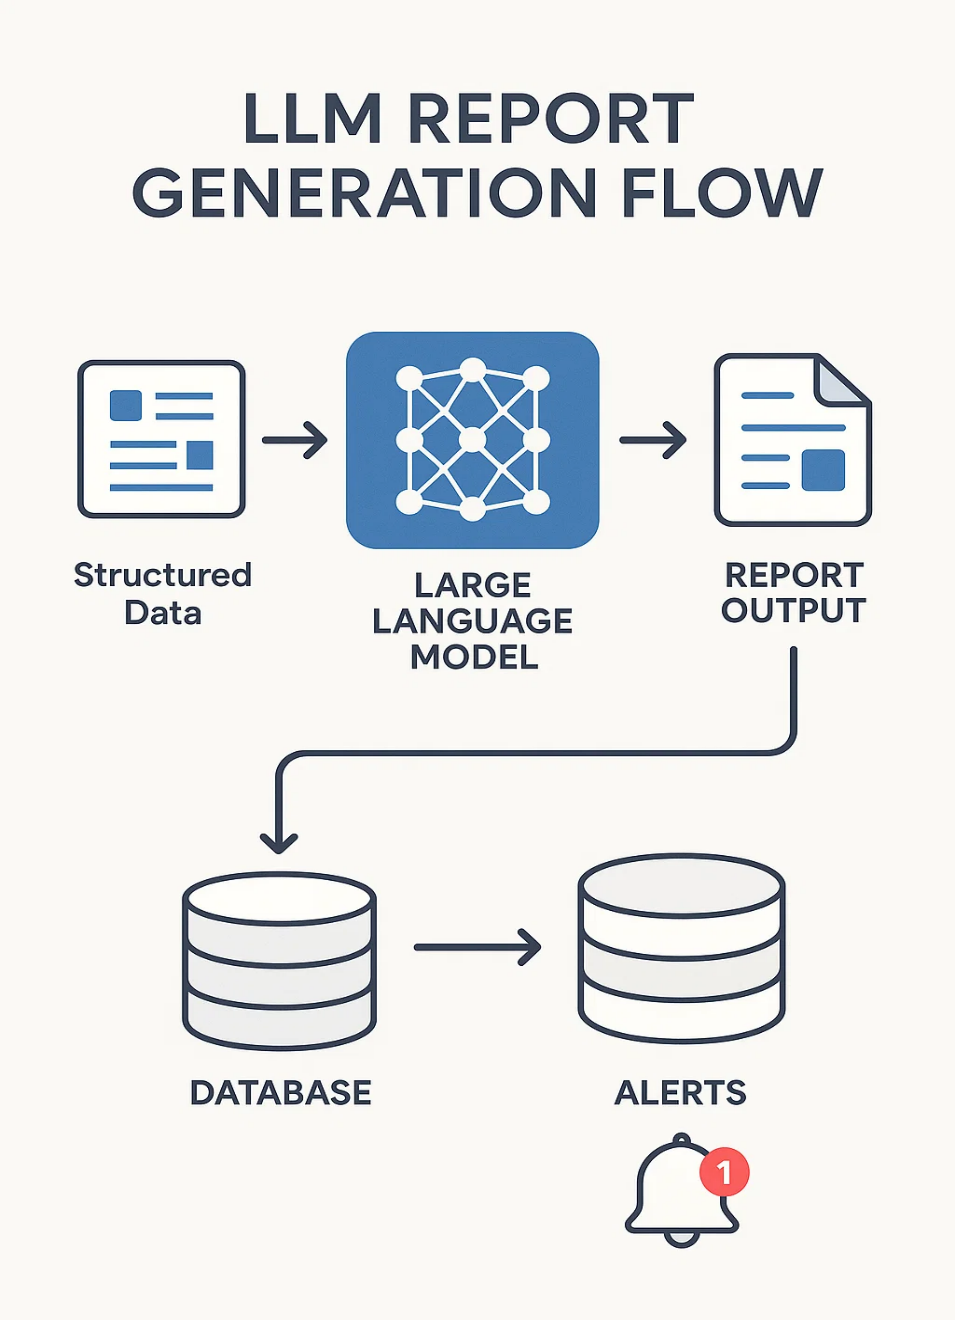 LLM REPORT
GENERATION FLOW
Structured
Data
LARGE
LANGUAGE
MODEL
REPORT
OUTPUT
DATABASE
ALERTS
1